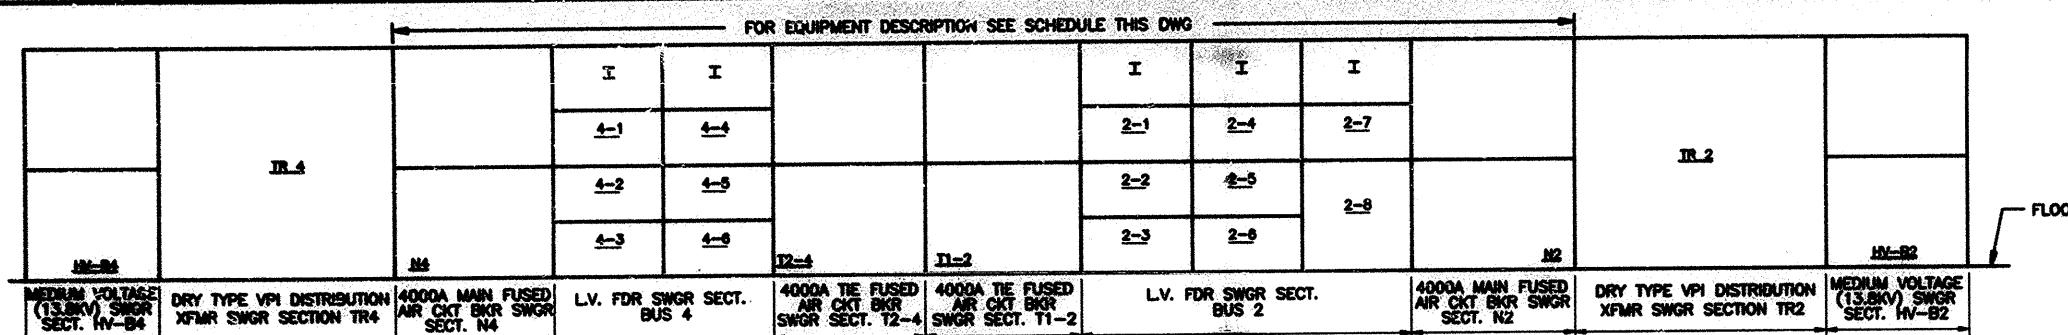 FOR EQUIPMENT DESCRIPTION SEE SCHEDULE THIS DWG
I I I I I
4-1 4-4 2-1 2-4 2-7
TR 4 TR 2
4-2 4-5 2-2 2-5
2-8
4-3 4-6 2-3 2-6
FLOO
HV-B4 N4 T2-4 T1-2 N2 HV-B2
MEDIUM VOLTAGE
(13.8KV) SWGR
SECT. HV-B4
DRY TYPE VPI DISTRIBUTION
XFMR SWGR SECTION TR4
4000A MAIN FUSED
AIR CKT BKR SWGR
SECT. N4
L.V. FDR SWGR SECT.
BUS 4
4000A TIE FUSED
AIR CKT BKR
SWGR SECT. T2-4
4000A TIE FUSED
AIR CKT BKR
SWGR SECT. T1-2
L.V. FDR SWGR SECT.
BUS 2
4000A MAIN FUSED
AIR CKT BKR SWGR
SECT. N2
DRY TYPE VPI DISTRIBUTION
XFMR SWGR SECTION TR2
MEDIUM VOLTAGE
(13.8KV) SWGR
SECT. HV-B2